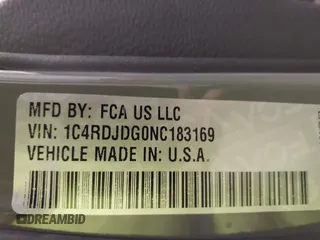 MFD BY: FCA US LLC
VIN: 1C4RDJDG0NC183169
VEHICLE MADE IN: U.S.A.
DREAMBID